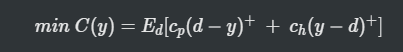 min C(y) = E_d[c_p(d − y)^+ + c_h(y − d)^+]